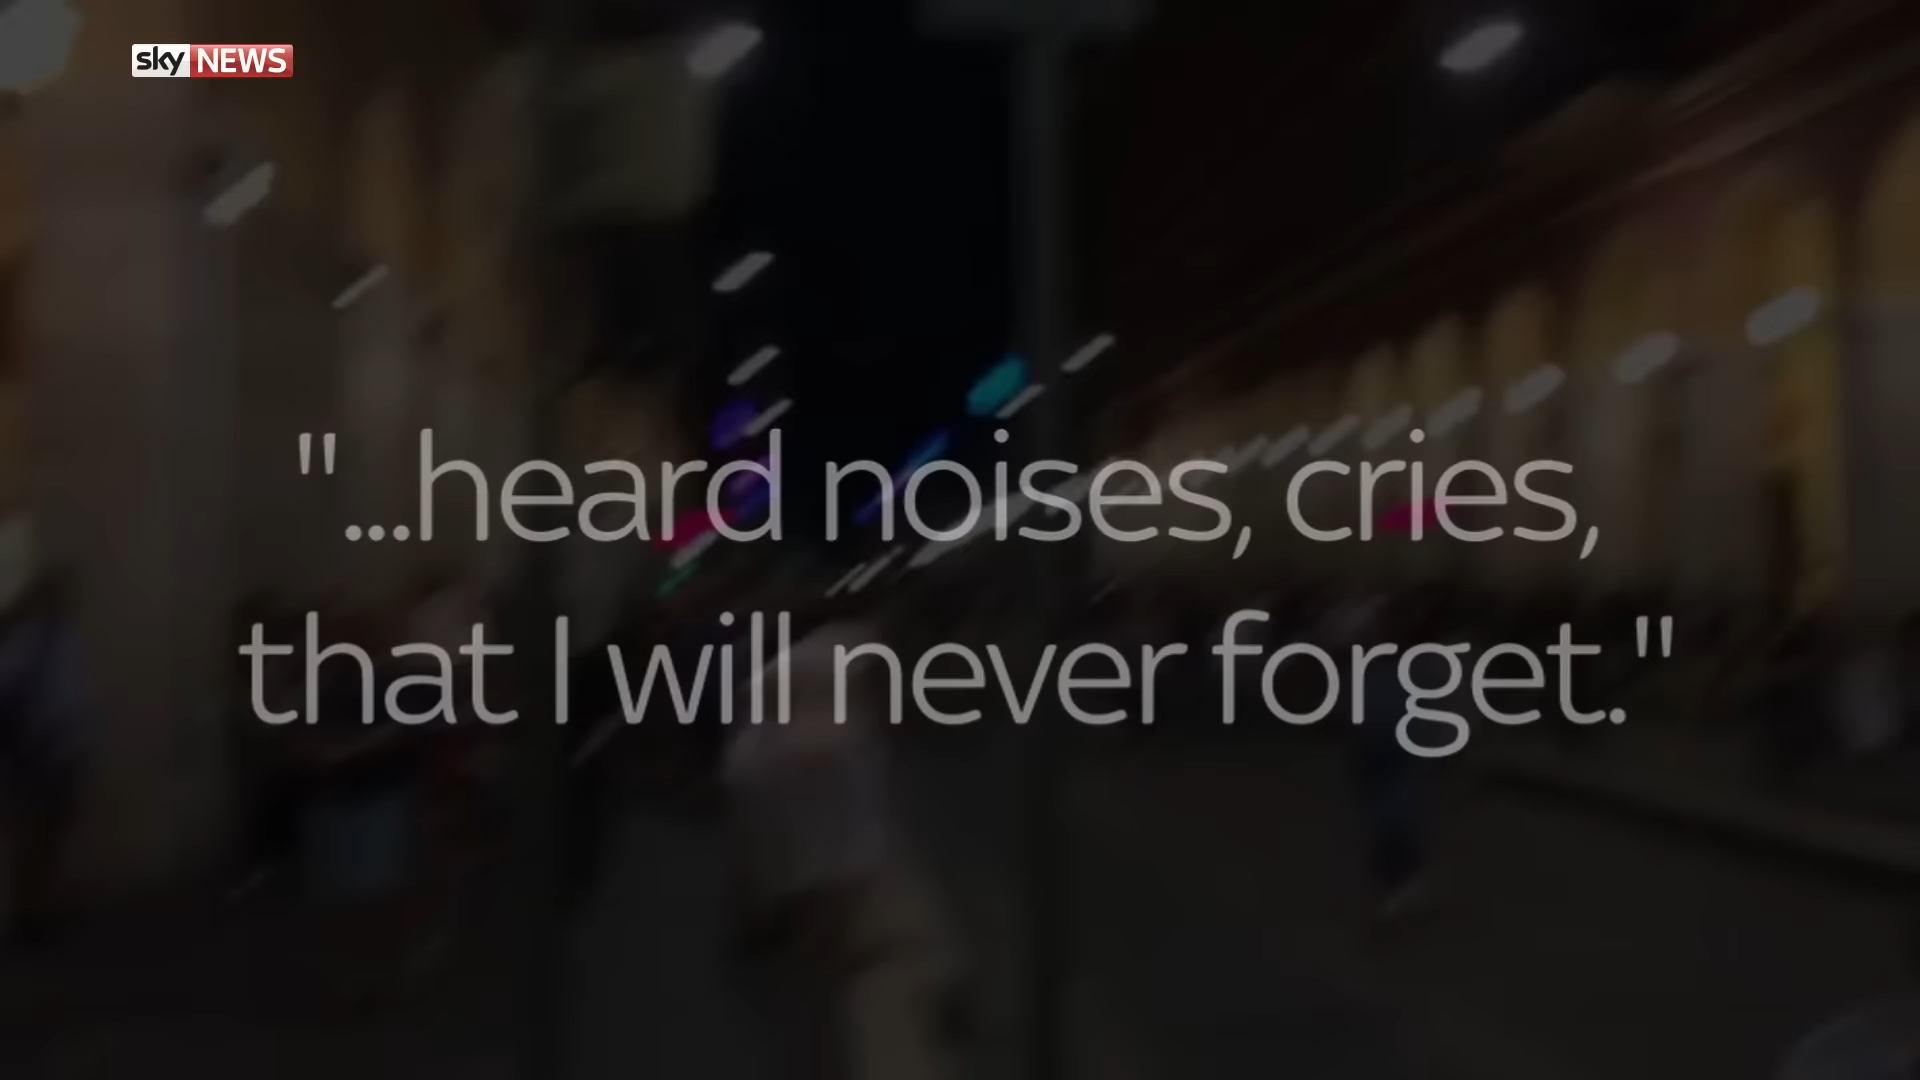 sky NEWS
"...heard noises, cries,
that I will never forget."